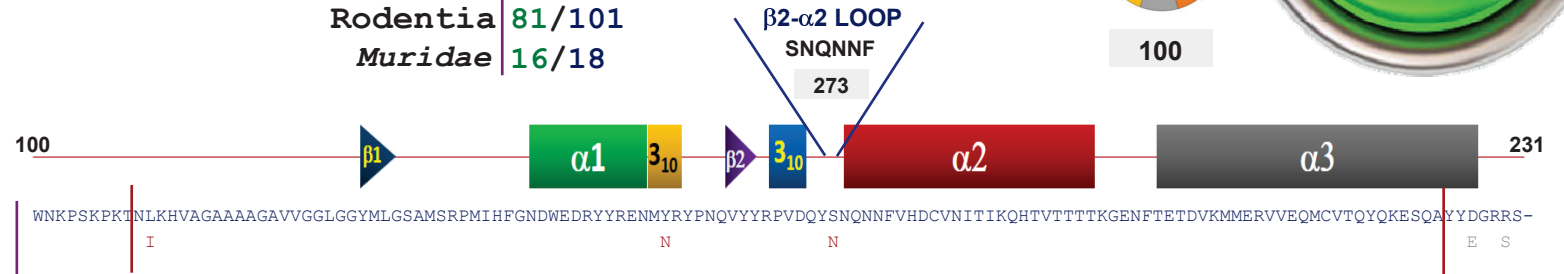 Rodentia 81/101
Muridae 16/18
β2-α2 LOOP
SNQNNF
273
100
100
β1
α1
3₁₀
β2
3₁₀
α2
α3
231
WNKPSKPKTNLKHVAGAAAAGAVVGGLGGYMLGSAMSRPMIHFGNDWEDRYYRENMYRYPNQVYYRPVDQYSNQNNFVHDCVNITIKQHTVTTTTKGENFTETDVKMMERVVEQMCVTQYQKESQAYYDGRRS-
I N N E S